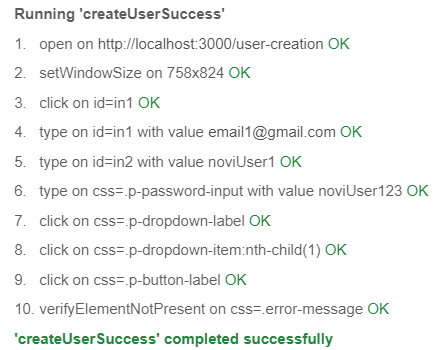 Running 'createUserSuccess'
1. open on http://localhost:3000/user-creation OK
2. setWindowSize on 758x824 OK
3. click on id=in1 OK
4. type on id=in1 with value email1@gmail.com OK
5. type on id=in2 with value noviUser1 OK
6. type on css=.p-password-input with value noviUser123 OK
7. click on css=.p-dropdown-label OK
8. click on css=.p-dropdown-item:nth-child(1) OK
9. click on css=.p-button-label OK
10. verifyElementNotPresent on css=.error-message OK
'createUserSuccess' completed successfully